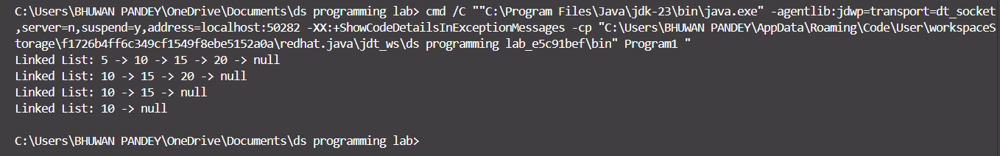 C:\Users\BHUWAN PANDEY\OneDrive\Documents\ds programming lab> cmd /C ""C:\Program Files\Java\jdk-23\bin\java.exe" -agentlib:jdwp=transport=dt_socket
,server=n,suspend=y,address=localhost:50282 -XX:+ShowCodeDetailsInExceptionMessages -cp "C:\Users\BHUWAN PANDEY\AppData\Roaming\Code\User\workspaceS
torage\f1726b4ff6c349cf1549f8ebe5152a0a\redhat.java\jdt_ws\ds programming lab_e5c91bef\bin" Program1 "
Linked List: 5 -> 10 -> 15 -> 20 -> null
Linked List: 10 -> 15 -> 20 -> null
Linked List: 10 -> 15 -> null
Linked List: 10 -> null
C:\Users\BHUWAN PANDEY\OneDrive\Documents\ds programming lab>